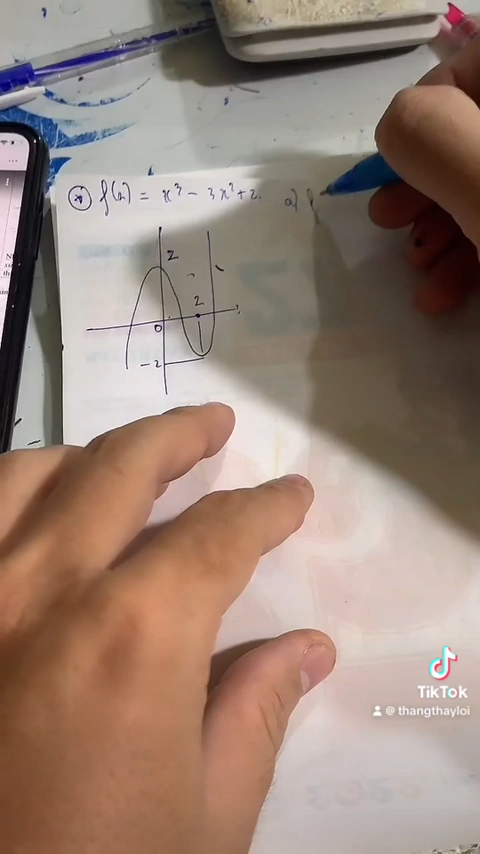 * f(x) = x³ - 3x² + 2. a) f
2
2
0
-2
TikTok
@ thangthayloi